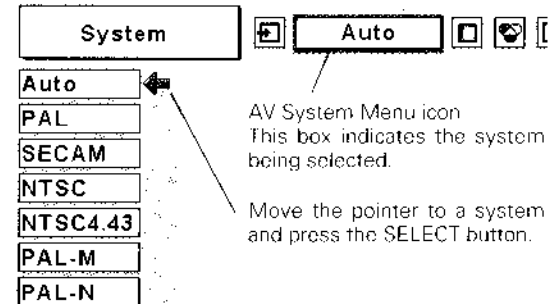 System
Auto
Auto
PAL
SECAM
NTSC
NTSC4.43
PAL-M
PAL-N
AV System Menu icon
This box indicates the system
being selected.
Move the pointer to a system
and press the SELECT button.